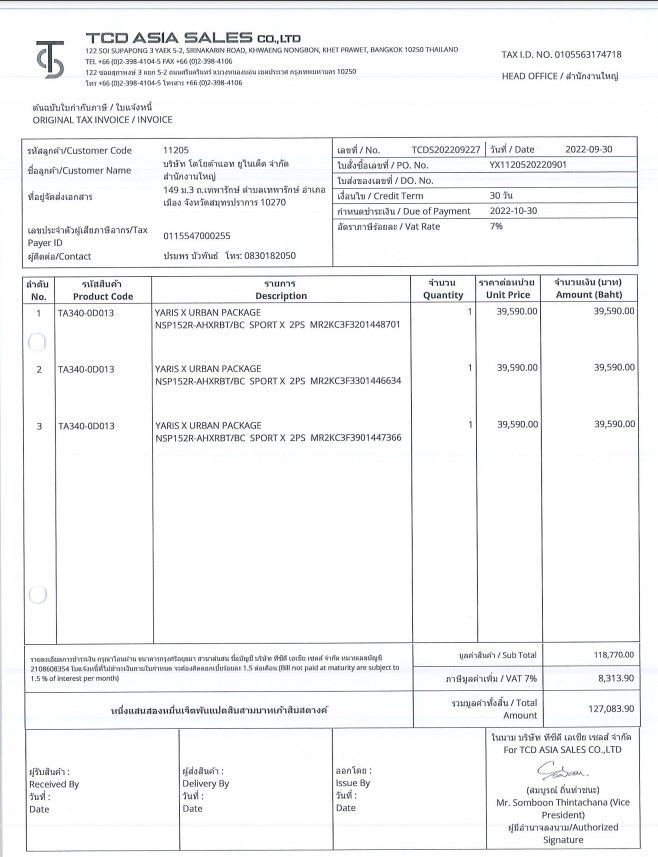 TCD ASIA SALES CO.,LTD
122 SOI SUPAPONG 3 YAEK 5-2, SRINAKARIN ROAD, KHWAENG NONGBON, KHET PRAWET, BANGKOK 10250 THAILAND
TEL +66 (0)2-398-4104-5 FAX +66 (0)2-398-4106
122 ซอยสุภาพงษ์ 3 แยก 5-2 ถนนศรีนครินทร์ แขวงหนองบอน เขตประเวศ กรุงเทพมหานคร 10250
โทร +66 (0)2-398-4104-5 โทรสาร +66 (0)2-398-4106
TAX I.D. NO. 0105563174718
HEAD OFFICE / สำนักงานใหญ่
ต้นฉบับใบกำกับภาษี / ใบแจ้งหนี้
ORIGINAL TAX INVOICE / INVOICE
รหัสลูกค้า/Customer Code 11205
ชื่อลูกค้า/Customer Name บริษัท โตโยต้าแอท ยูไนเต็ด จำกัด
สำนักงานใหญ่
ที่อยู่จัดส่งเอกสาร 149 ม.3 ถ.เทพารักษ์ ตำบลเทพารักษ์ อำเภอ
เมือง จังหวัดสมุทรปราการ 10270
เลขประจำตัวผู้เสียภาษีอากร/Tax
Payer ID 0115547000255
ผู้ติดต่อ/Contact ปรมพร บัวพันธ์ โทร: 0830182050
เลขที่ / No. TCDS202209227 วันที่ / Date 2022-09-30
ใบสั่งซื้อเลขที่ / PO. No. YX1120520220901
ใบส่งของเลขที่ / DO. No.
เงื่อนไข / Credit Term 30 วัน
กำหนดชำระเงิน / Due of Payment 2022-10-30
อัตราภาษีร้อยละ / Vat Rate 7%
ลำดับ รหัสสินค้า รายการ จำนวน ราคาต่อหน่วย จำนวนเงิน (บาท)
No. Product Code Description Quantity Unit Price Amount (Baht)
1 TA340-0D013 YARIS X URBAN PACKAGE 1 39,590.00 39,590.00
NSP152R-AHXRBT/BC SPORT X 2PS MR2KC3F3201448701
2 TA340-0D013 YARIS X URBAN PACKAGE 1 39,590.00 39,590.00
NSP152R-AHXRBT/BC SPORT X 2PS MR2KC3F3301446634
3 TA340-0D013 YARIS X URBAN PACKAGE 1 39,590.00 39,590.00
NSP152R-AHXRBT/BC SPORT X 2PS MR2KC3F3901447366
รายละเอียดการชำระเงิน กรุณาโอนผ่าน ธนาคารกรุงศรีอยุธยา สาขา ชื่อบัญชี บริษัท ทีซีดี เอเชีย เซลส์ จำกัด หมายเลขบัญชี
2108608354 ใบแจ้งหนี้ที่ไม่ชำระเงินภายในกำหนด จะต้องคิดดอกเบี้ยร้อยละ 1.5 ต่อเดือน (Bill not paid at maturity are subject to
1.5 % of interest per month)
มูลค่าสินค้า / Sub Total 118,770.00
ภาษีมูลค่าเพิ่ม / VAT 7% 8,313.90
หนึ่งแสนสองหมื่นเจ็ดพันแปดสิบสามบาทเก้าสิบสตางค์
รวมมูลค่าทั้งสิ้น / Total
Amount 127,083.90
ผู้รับสินค้า :
Received By
วันที่ :
Date
ผู้ส่งสินค้า :
Delivery By
วันที่ :
Date
ออกโดย :
Issue By
วันที่ :
Date
ในนาม บริษัท ทีซีดี เอเชีย เซลส์ จำกัด
For TCD ASIA SALES CO.,LTD
(สมบูรณ์ ถิ่นท่าชนะ)
Mr. Somboon Thintachana (Vice
President)
ผู้มีอำนาจลงนาม/Authorized
Signature